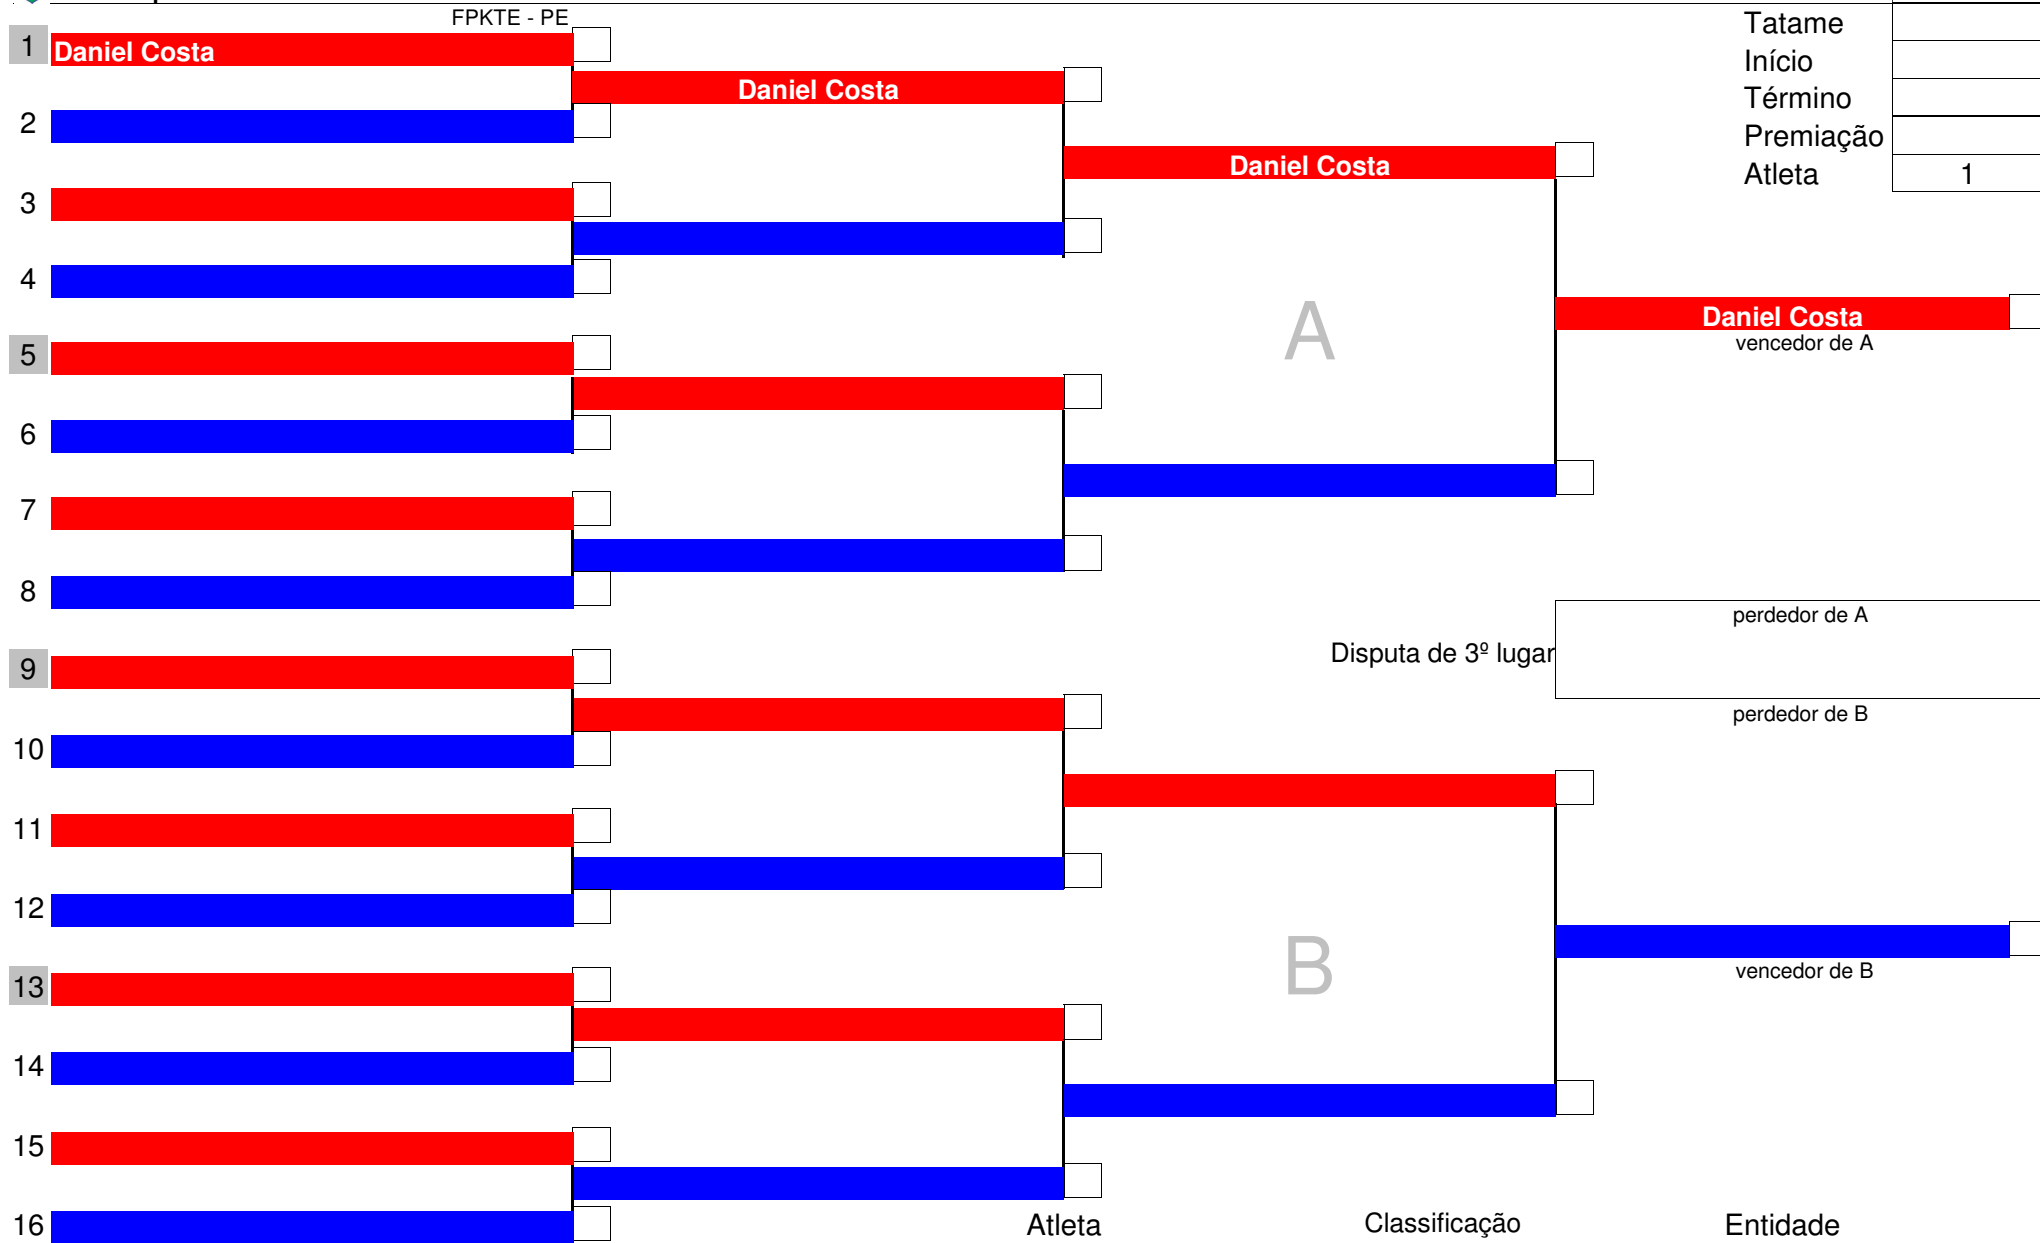 FPKTE - PE
Tatame
Início
Término
Premiação
Atleta 1
1 Daniel Costa
Daniel Costa
2
Daniel Costa
3
4
Daniel Costa
vencedor de A
A
5
6
7
8
perdedor de A
Disputa de 3º lugar
perdedor de B
9
10
11
12
B
vencedor de B
13
14
15
16
Atleta Classificação Entidade